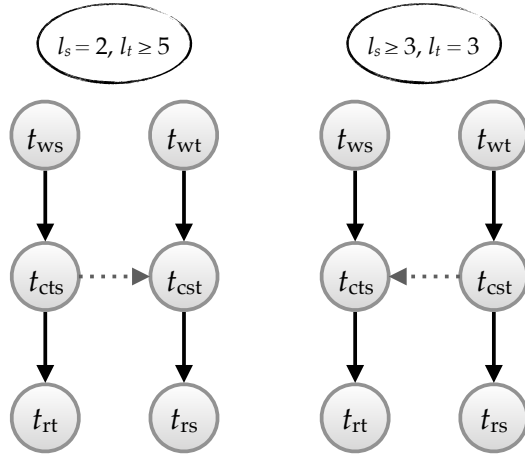 l_s = 2, l_t ≥ 5
l_s ≥ 3, l_t = 3
t_ws t_wt t_ws t_wt
t_cts t_cst t_cts t_cst
t_rt t_rs t_rt t_rs